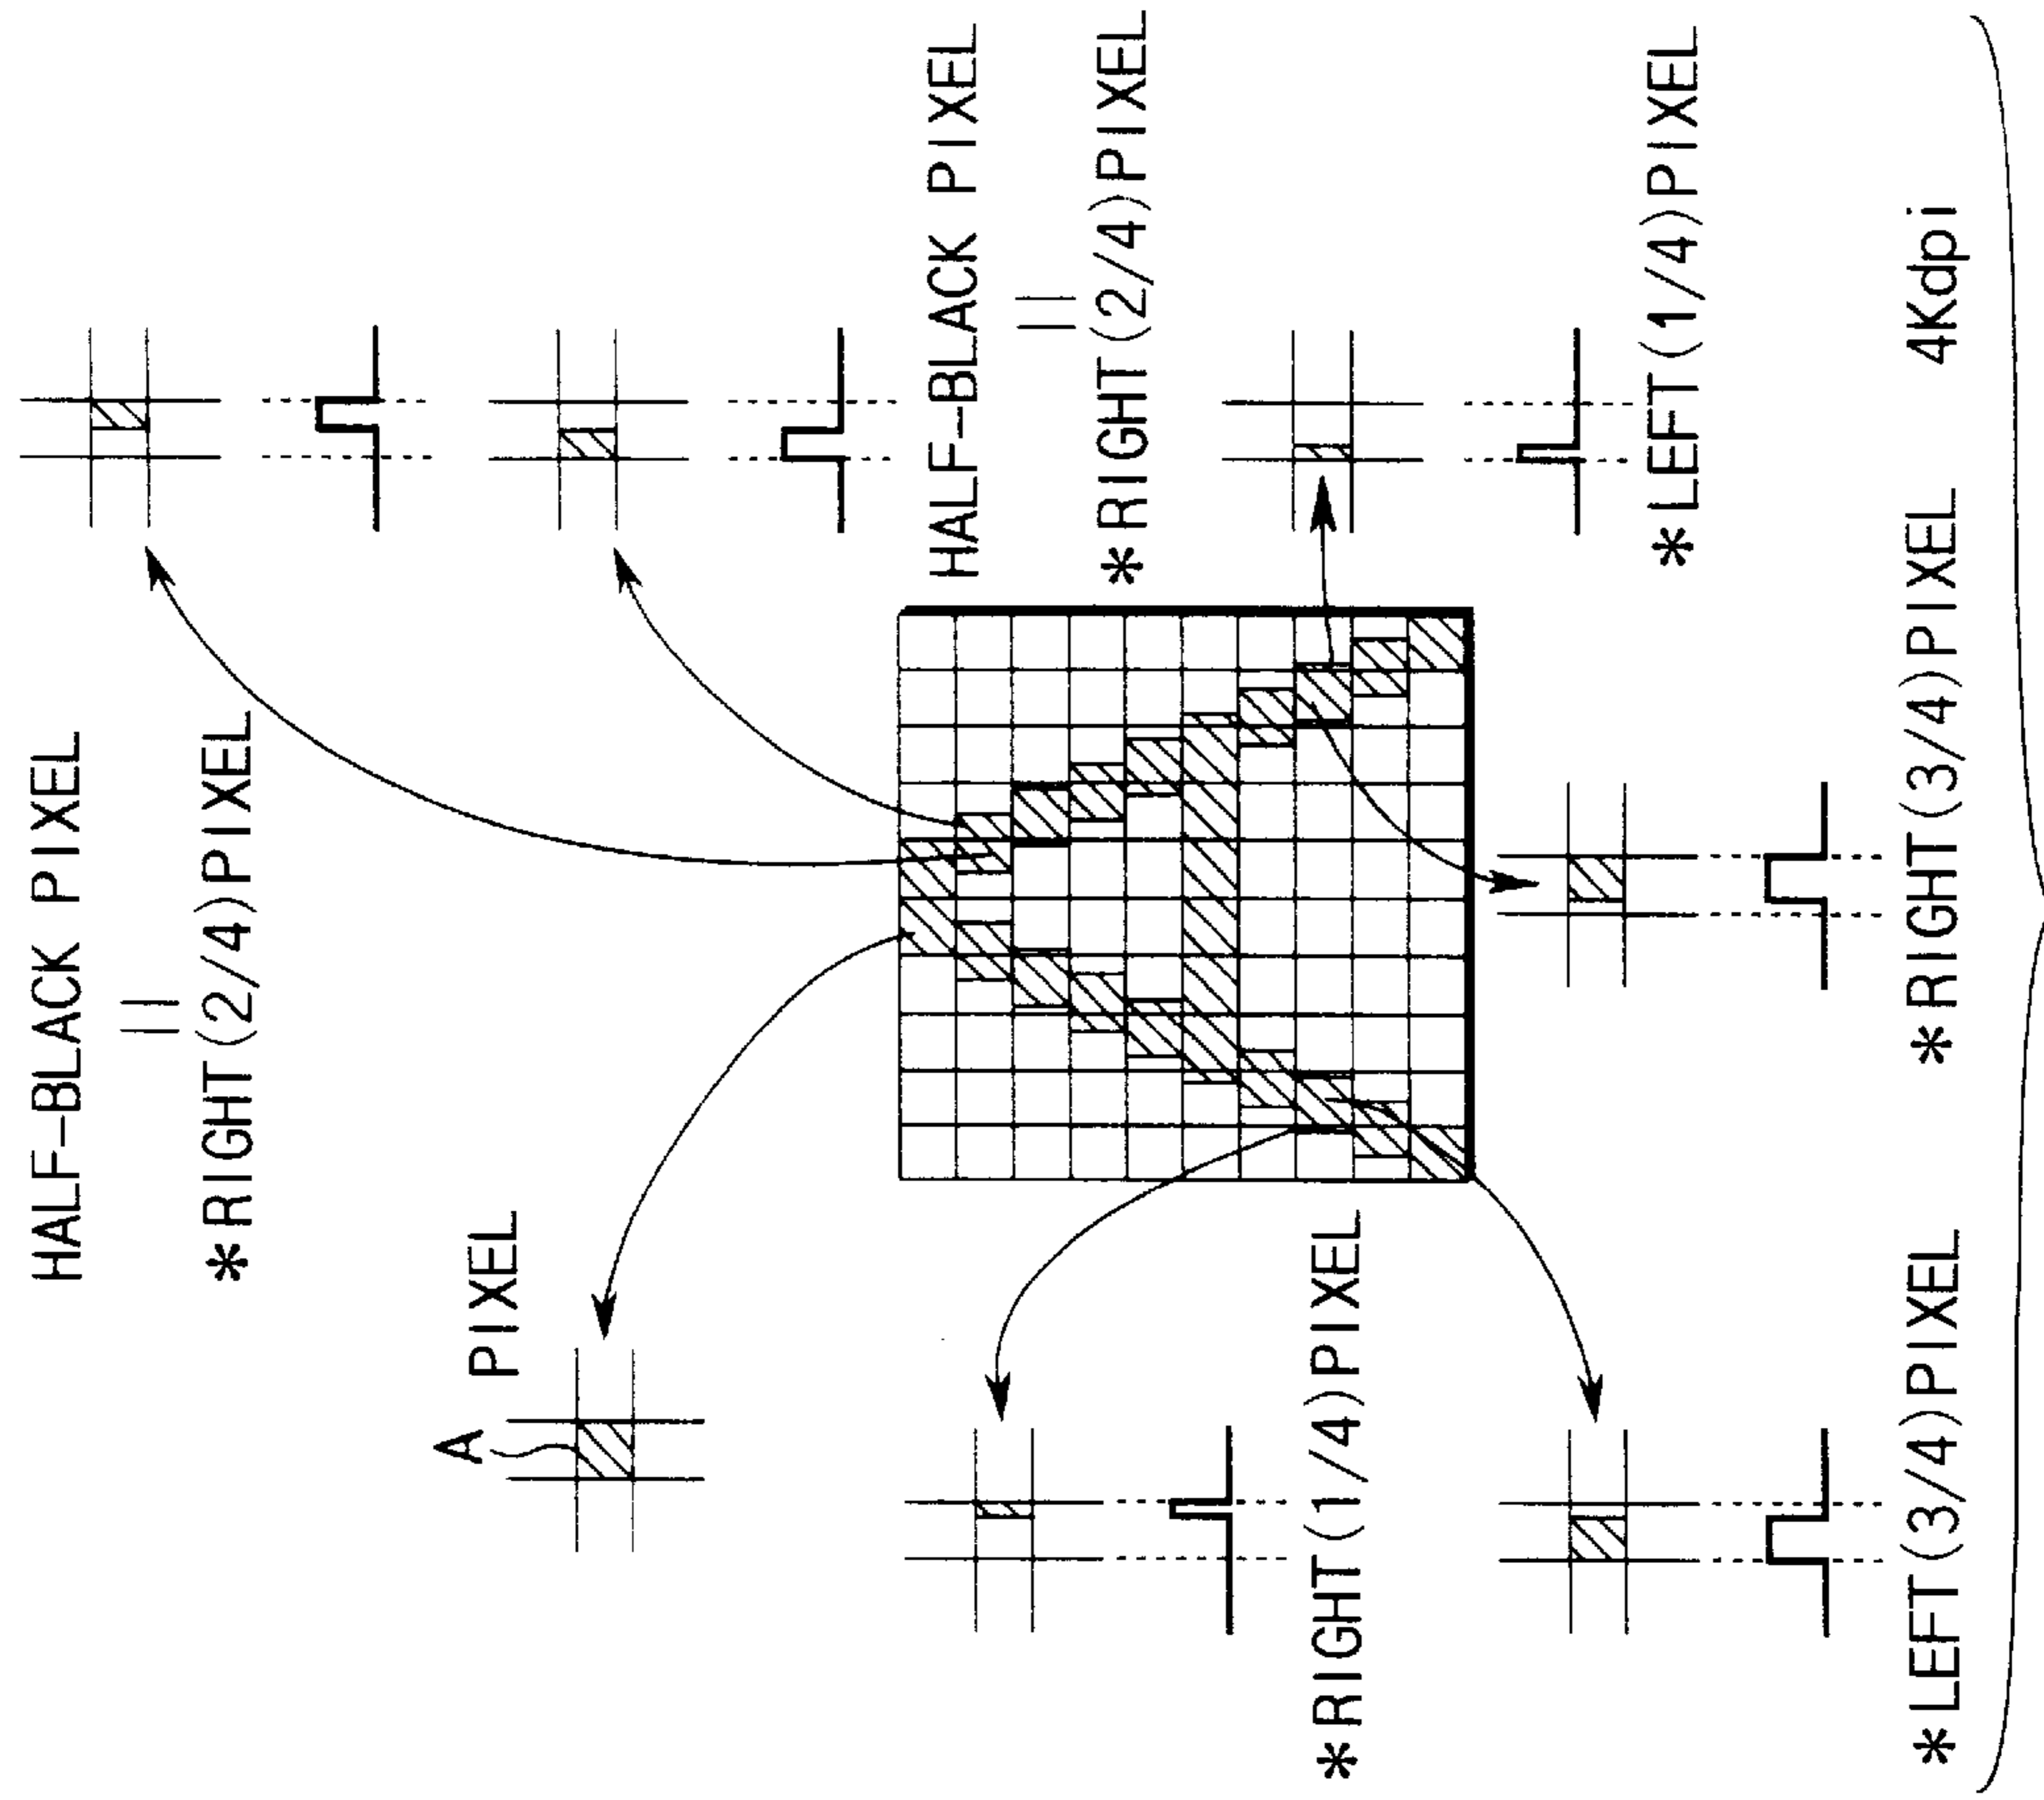 HALF-BLACK PIXEL
||
*RIGHT(2/4)PIXEL
PIXEL
A
HALF-BLACK PIXEL
||
*RIGHT(2/4)PIXEL
*RIGHT(1/4)PIXEL
*LEFT(1/4)PIXEL
*LEFT(3/4)PIXEL
*RIGHT(3/4)PIXEL
4Kdpi